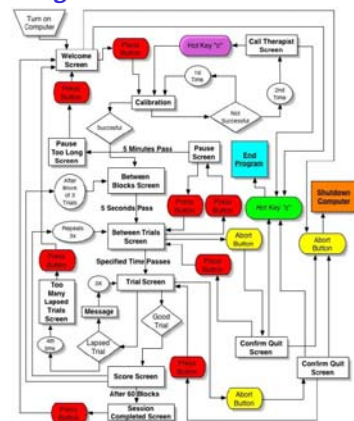 Turn on
Computer
Welcome
Screen
Press
Button
Hot Key "c"
Call Therapist
Screen
1st
Time
2nd
Time
Calibration
Not
Successful
Press
Button
Successful
Pause
Too Long
Screen
5 Minutes Pass
Pause
Screen
End
Program
After
Block of 3
Trials
Between
Blocks Screen
Shutdown
Computer
5 Seconds Pass
Press
Button
Press
Button
Hot Key
Repeats
3x
Between Trials
Screen
Abort
Button
Abort
Button
Press
Button
Specified Time Passes
Press
Button
Too
Many
Lapsed
Trials
Screen
Trial Screen
Message
Good
Trial
4th
time
Lapsed
Trial
Confirm Quit
Screen
Press
Button
Confirm Quit
Screen
Score Screen
After 60 Blocks
Abort
Button
Press
Button
Session
Completed Screen
Press
Button